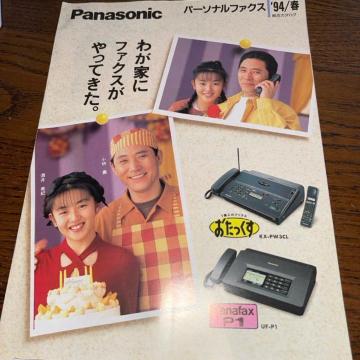 Panasonic
パーソナルファクス
'94/春
総合カタログ
わが家に
ファクスが
やってきた。
おたっくす
KX-PW3CL
Panafax
P1
UF-P1